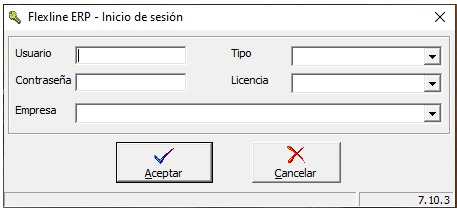 Flexline ERP - Inicio de sesión
Usuario Tipo
Contraseña Licencia
Empresa
Aceptar Cancelar
7.10.3